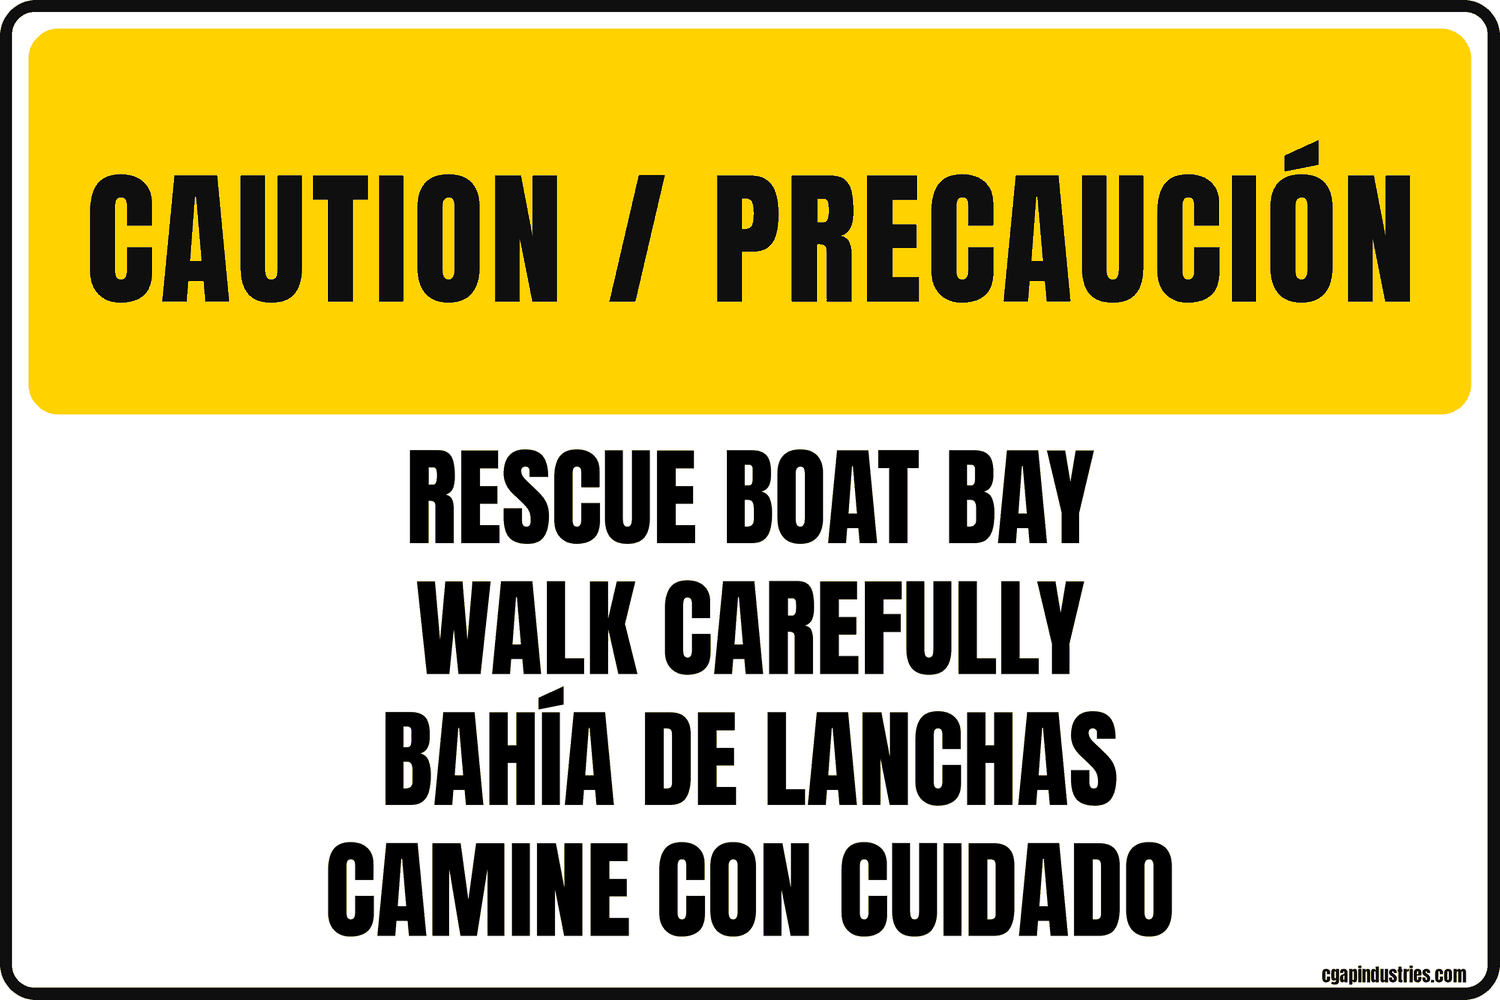 CAUTION / PRECAUCIÓN
RESCUE BOAT BAY
WALK CAREFULLY
BAHÍA DE LANCHAS
CAMINE CON CUIDADO
cgapindustries.com